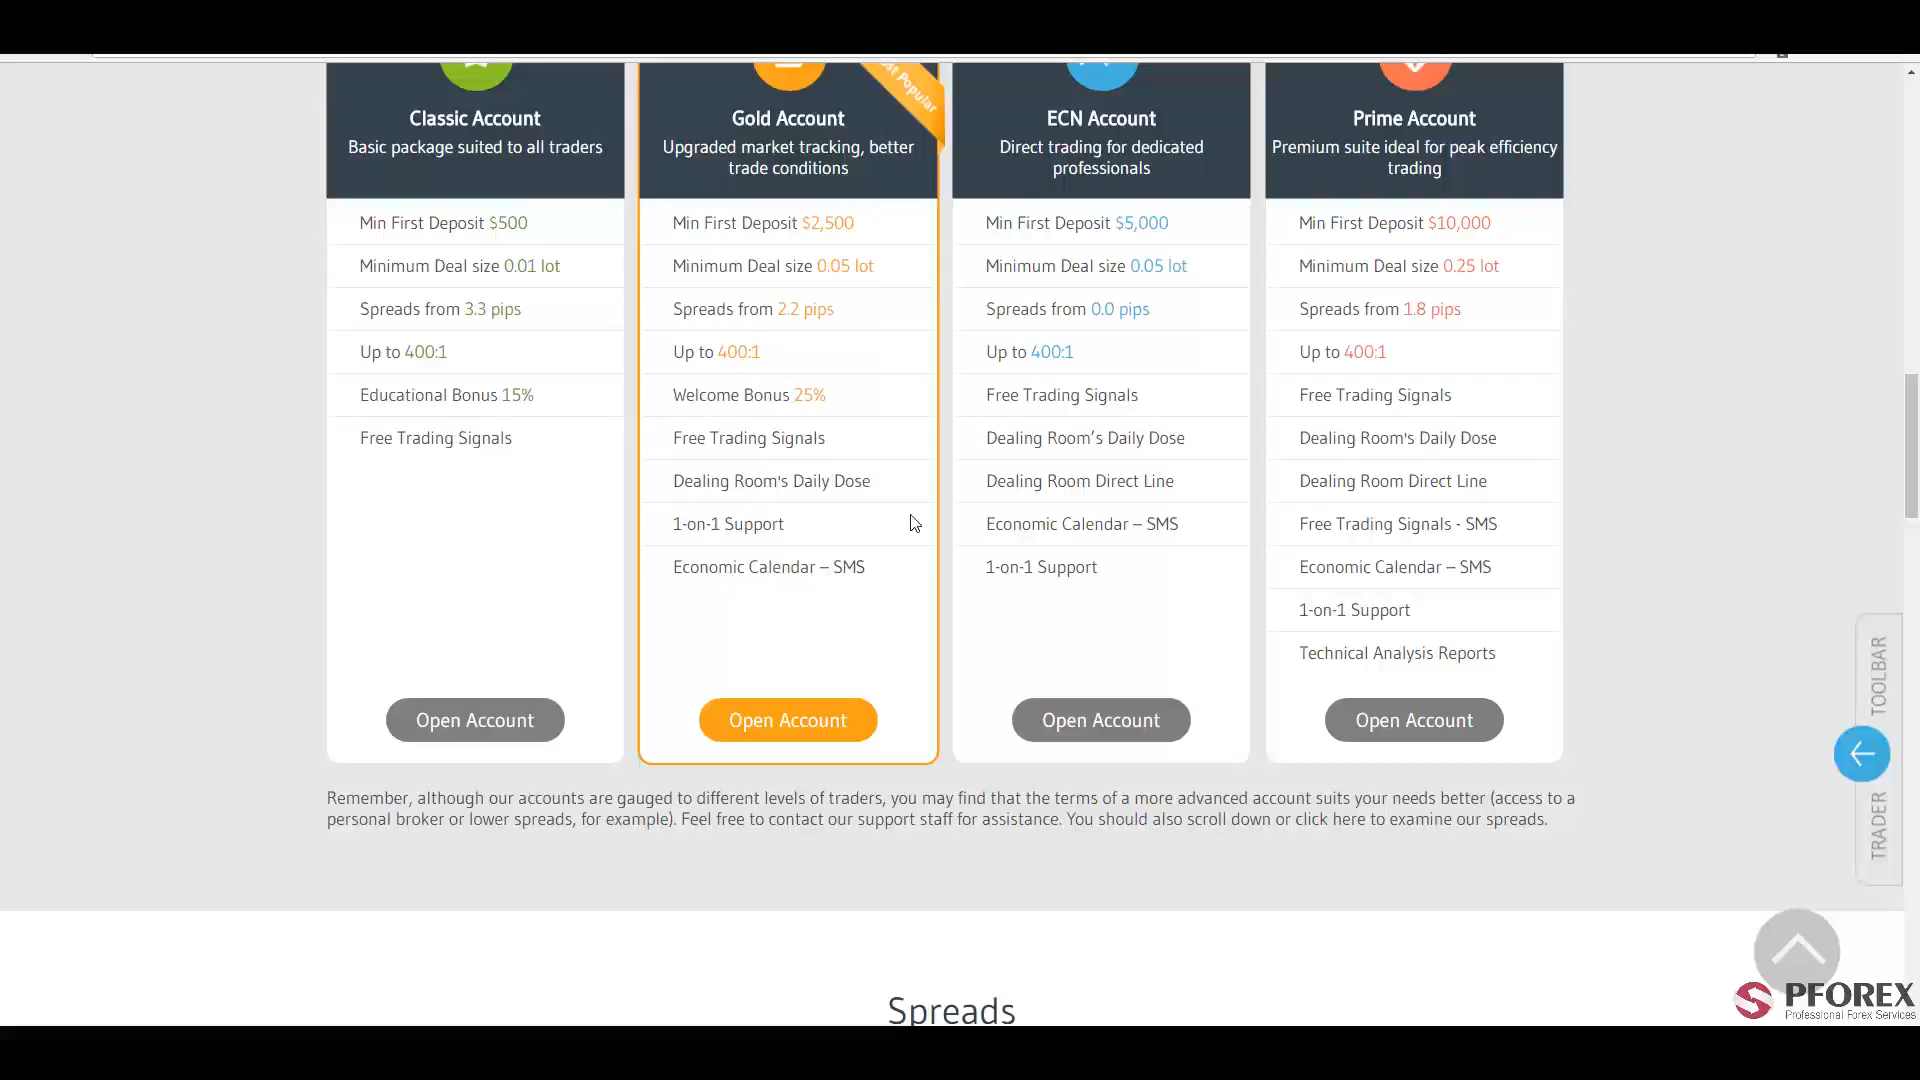 st Popular
Classic Account
Basic package suited to all traders
Min First Deposit $500
Minimum Deal size 0.01 lot
Spreads from 3.3 pips
Up to 400:1
Educational Bonus 15%
Free Trading Signals
Open Account
Gold Account
Upgraded market tracking, better
trade conditions
Min First Deposit $2,500
Minimum Deal size 0.05 lot
Spreads from 2.2 pips
Up to 400:1
Welcome Bonus 25%
Free Trading Signals
Dealing Room's Daily Dose
1-on-1 Support
Economic Calendar – SMS
Open Account
ECN Account
Direct trading for dedicated
professionals
Min First Deposit $5,000
Minimum Deal size 0.05 lot
Spreads from 0.0 pips
Up to 400:1
Free Trading Signals
Dealing Room’s Daily Dose
Dealing Room Direct Line
Economic Calendar – SMS
1-on-1 Support
Open Account
Prime Account
Premium suite ideal for peak efficiency
trading
Min First Deposit $10,000
Minimum Deal size 0.25 lot
Spreads from 1.8 pips
Up to 400:1
Free Trading Signals
Dealing Room's Daily Dose
Dealing Room Direct Line
Free Trading Signals - SMS
Economic Calendar – SMS
1-on-1 Support
Technical Analysis Reports
Open Account
Remember, although our accounts are gauged to different levels of traders, you may find that the terms of a more advanced account suits your needs better (access to a
personal broker or lower spreads, for example). Feel free to contact our support staff for assistance. You should also scroll down or click here to examine our spreads.
TRADER TOOLBAR
Spreads
PFOREX
Professional Forex Services